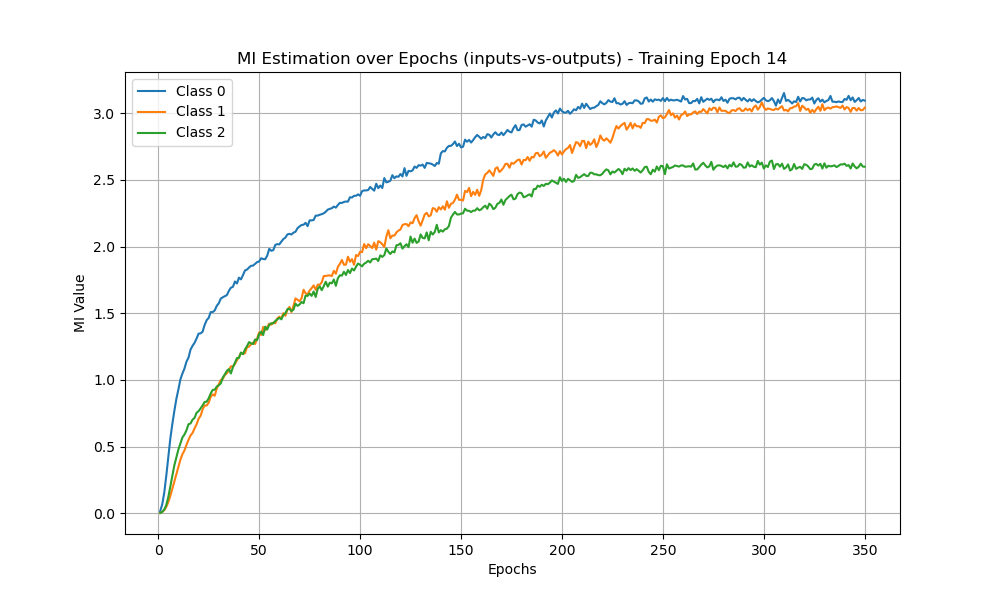 MI Estimation over Epochs (inputs-vs-outputs) - Training Epoch 14
Class 0
Class 1
Class 2
MI Value
3.0
2.5
2.0
1.5
1.0
0.5
0.0
0 50 100 150 200 250 300 350
Epochs